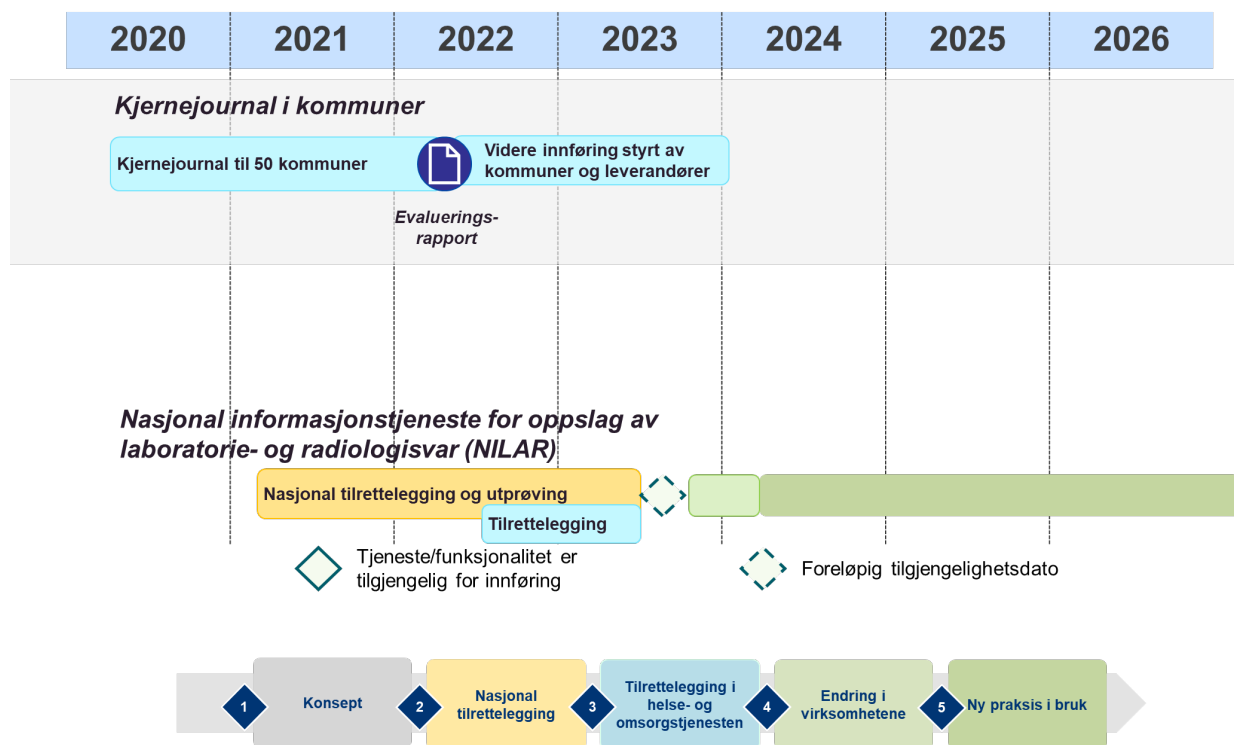 2020 2021 2022 2023 2024 2025 2026
Kjernejournal i kommuner
Kjernejournal til 50 kommuner
Videre innføring styrt av
kommuner og leverandører
Evaluerings-
rapport
Nasjonal informasjonstjeneste for oppslag av
laboratorie- og radiologisvar (NILAR)
Nasjonal tilrettelegging og utprøving
Tilrettelegging
Tjeneste/funksjonalitet er
tilgjengelig for innføring
Foreløpig tilgjengelighetsdato
1
Konsept
2
Nasjonal
tilrettelegging
3
Tilrettelegging i
helse- og
omsorgstjenesten
4
Endring i
virksomhetene
5
Ny praksis i bruk